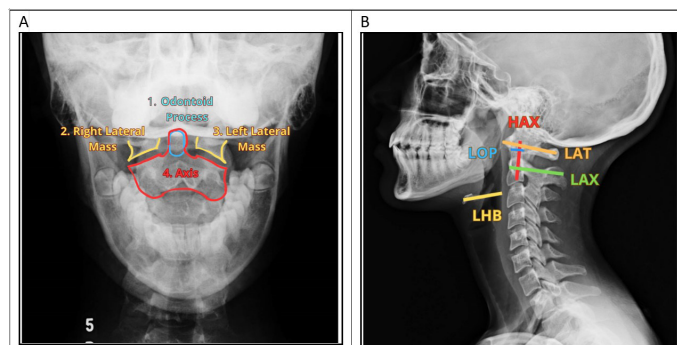 A
B
1. Odontoid
Process
2. Right Lateral
Mass
3. Left Lateral
Mass
4. Axis
5
HAX
LOP
LAT
LAX
LHB